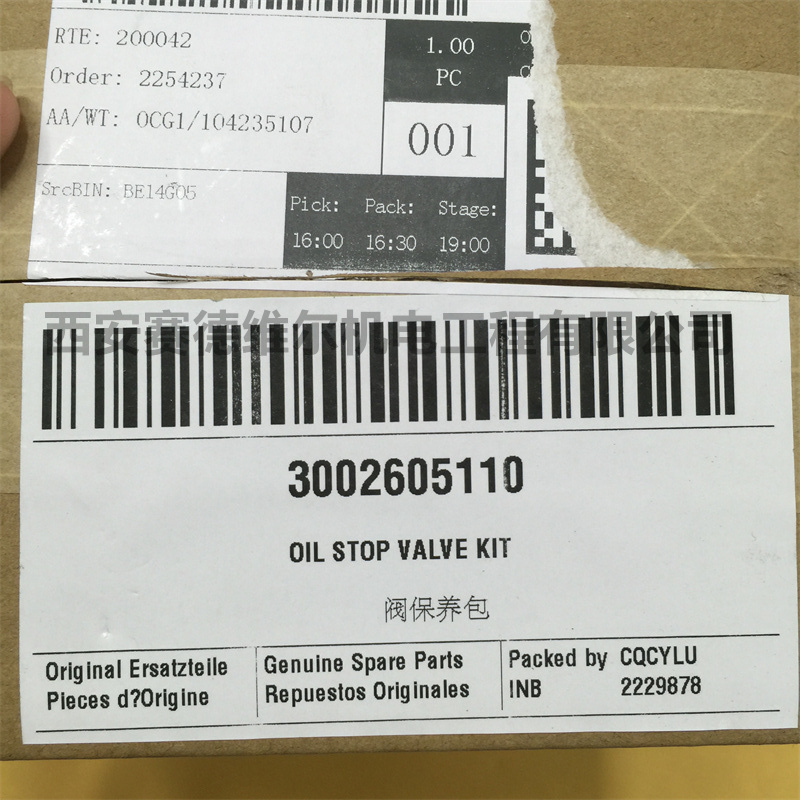 RTE: 200042
Order: 2254237
AA/WT: OCG1/104235107
1.00
PC
001
SrcBIN: BE14G05
Pick: Pack: Stage:
16:00 16:30 19:00
西安赛德维尔机电工程有限公司
3002605110
OIL STOP VALVE KIT
阀保养包
Original Ersatzteile
Pieces d?Origine
Genuine Spare Parts
Repuestos Originales
Packed by CQCYLU
INB 2229878